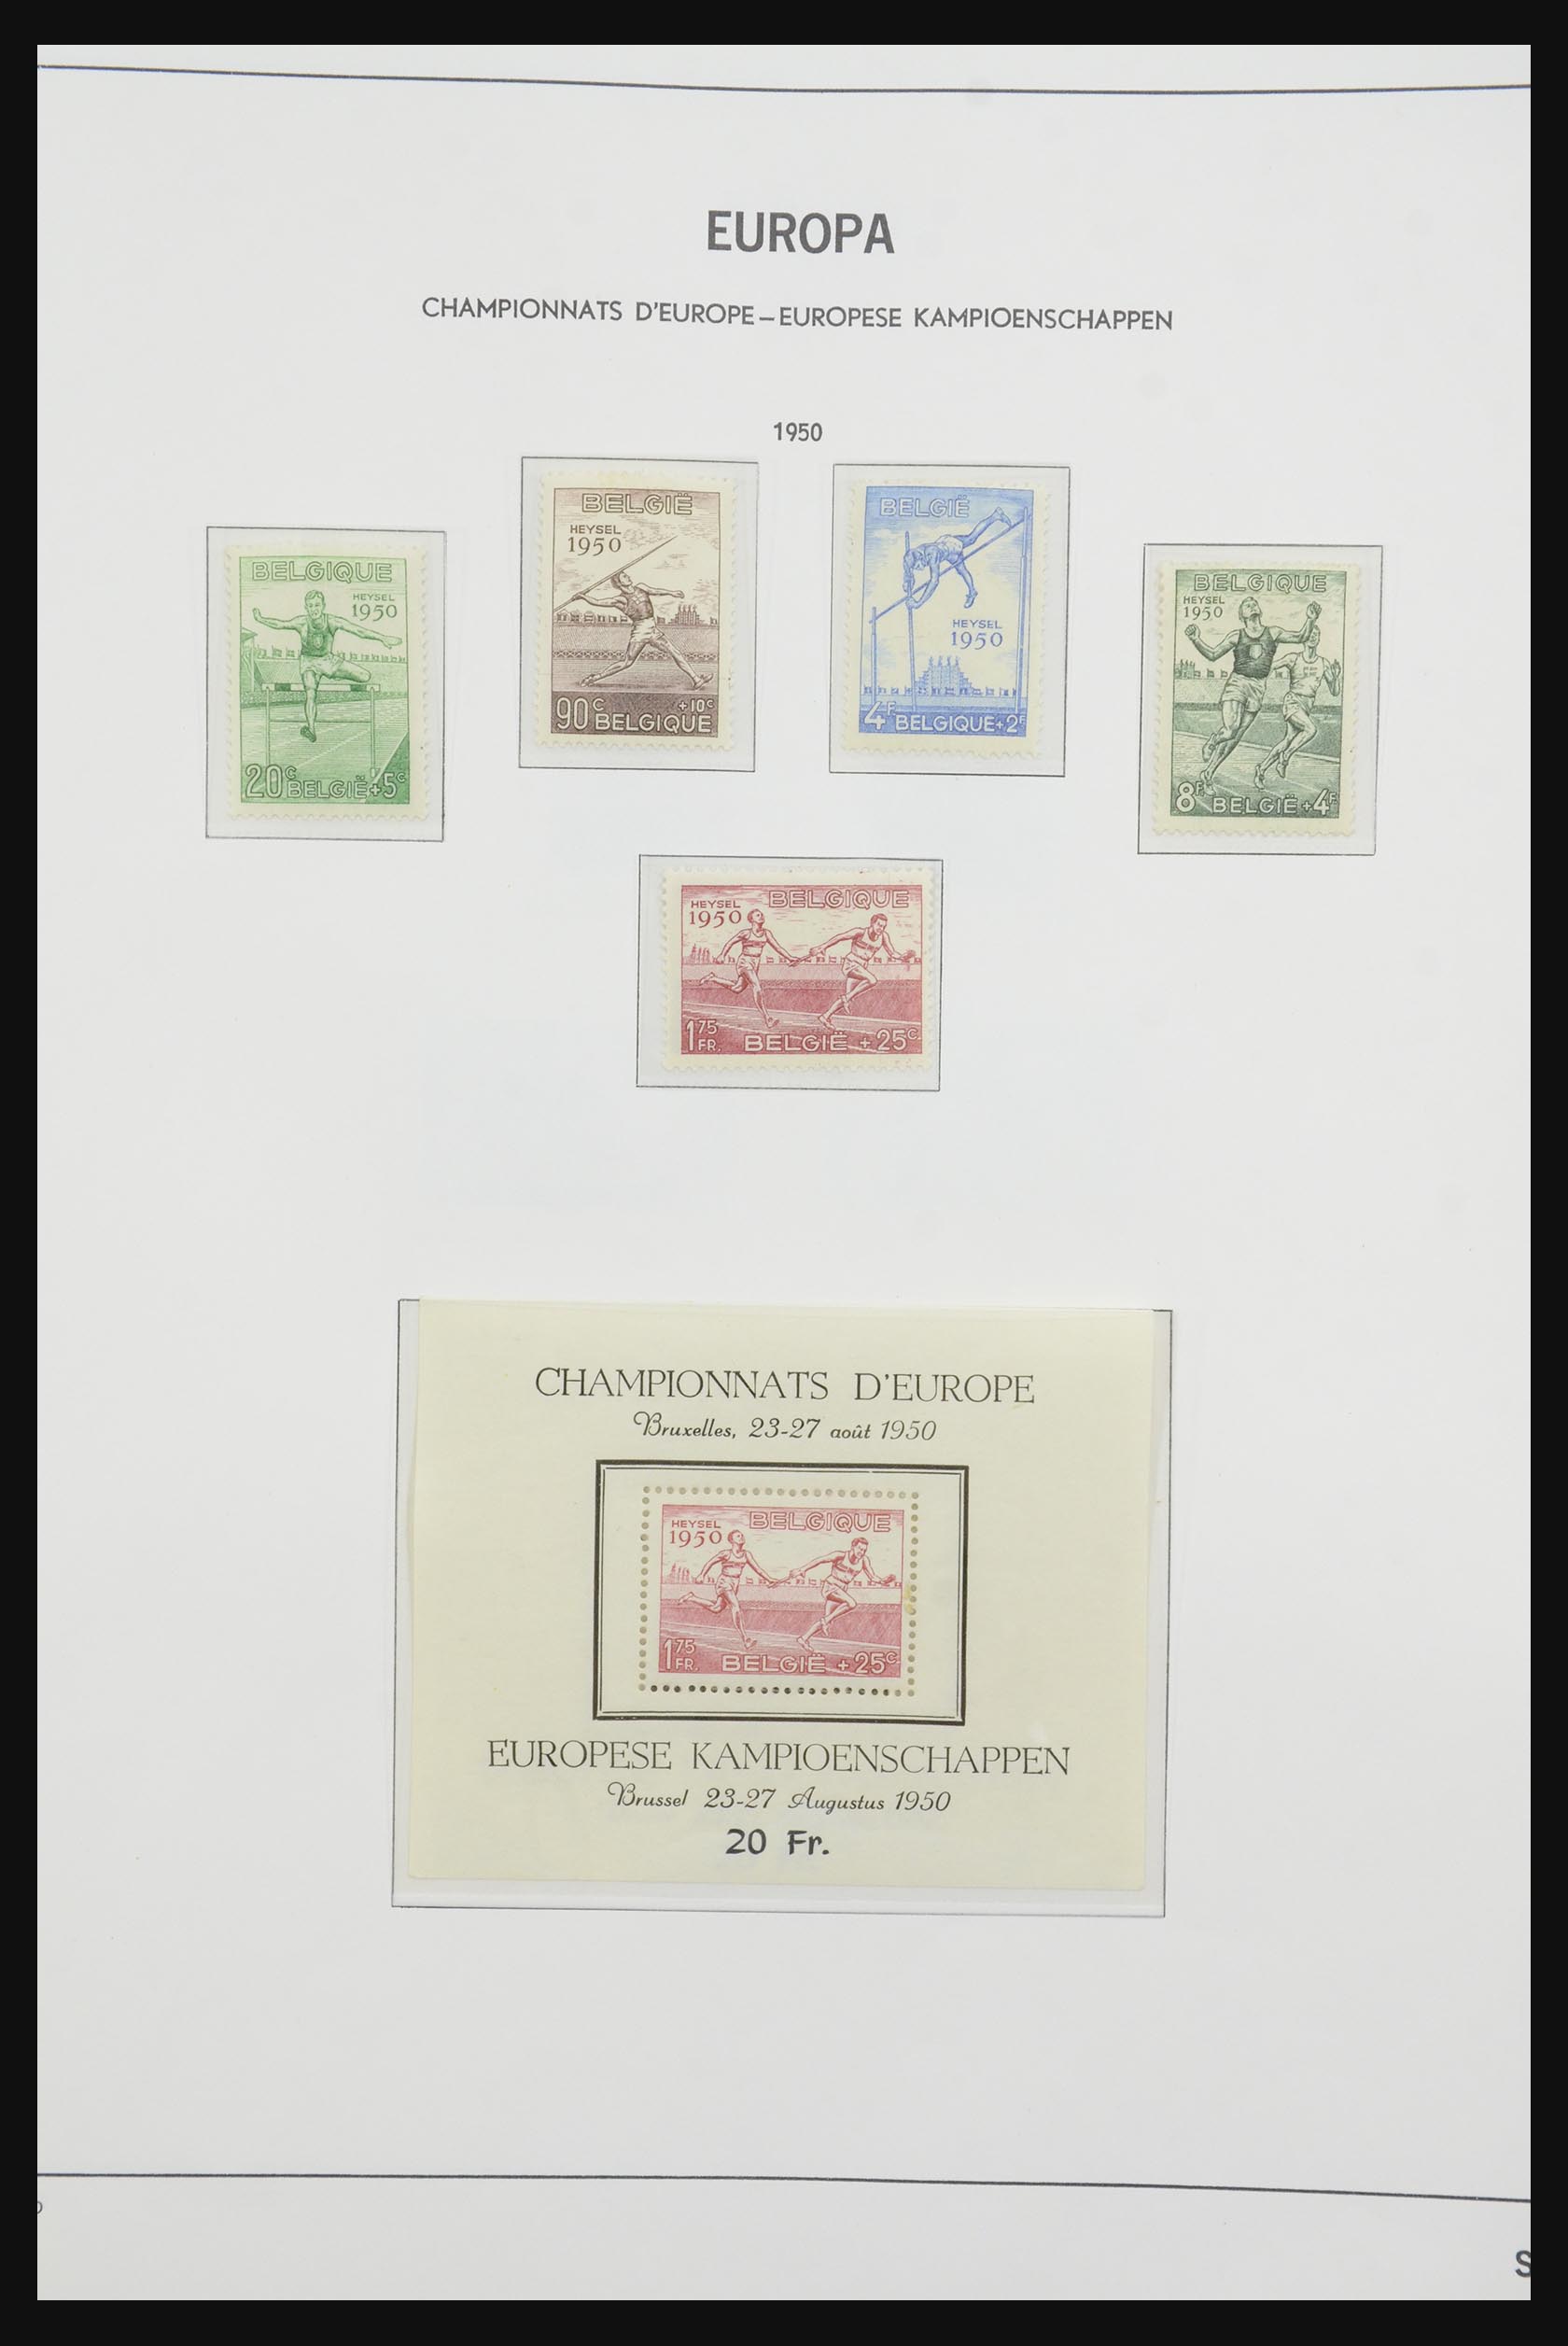 EUROPA
CHAMPIONNATS D'EUROPE – EUROPESE KAMPIOENSCHAPPEN
1950
BELGIQUE
HEYSEL
1950
20C BELGIË +5C
BELGIË
HEYSEL
1950
90C +10C
BELGIQUE
BELGIË
HEYSEL
1950
4F BELGIQUE +2F
BELGIQUE
HEYSEL
1950
8F BELGIË +4F
HEYSEL BELGIQUE
1950
1 75 FR. BELGIË + 25C
CHAMPIONNATS D'EUROPE
Bruxelles, 23-27 août 1950
HEYSEL BELGIQUE
1950
1 75 FR. BELGIË + 25C
EUROPESE KAMPIOENSCHAPPEN
Brussel 23-27 Augustus 1950
20 Fr.
S